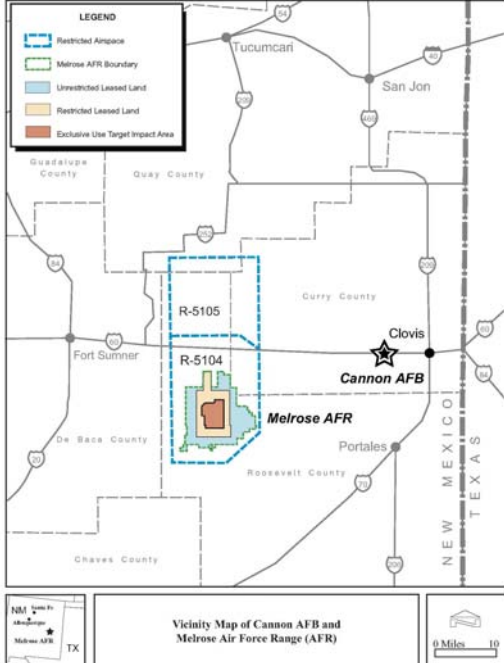 LEGEND
Restricted Airspace
Melrose AFR Boundary
Unrestricted Leased Land
Restricted Leased Land
Exclusive Use Target Impact Area
54
Tucumcari
40
San Jon
209
469
Guadalupe
County
Quay County
252
84
R-5105
Curry County
209
60
Clovis
60
Fort Sumner
R-5104
Cannon AFB
84
Melrose AFR
De Baca County
Portales
20
Roosevelt County
70
NEW MEXICO
TEXAS
Chaves County
206
NM
Santa Fe
Albuquerque
Melrose AFR
TX
Vicinity Map of Cannon AFB and
Melrose Air Force Range (AFR)
0 Miles 10